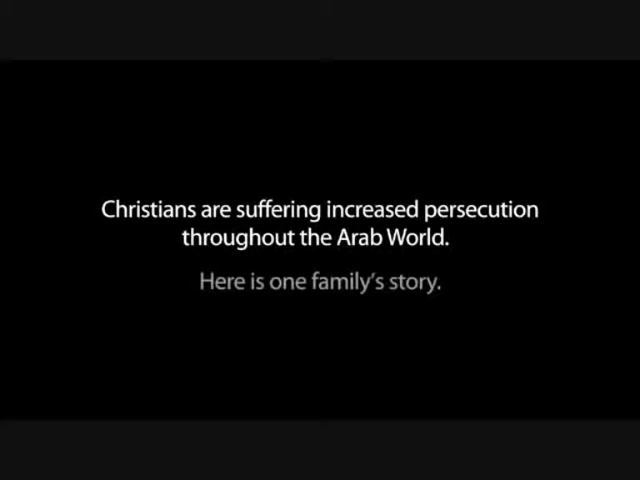 Christians are suffering increased persecution
throughout the Arab World.
Here is one family's story.